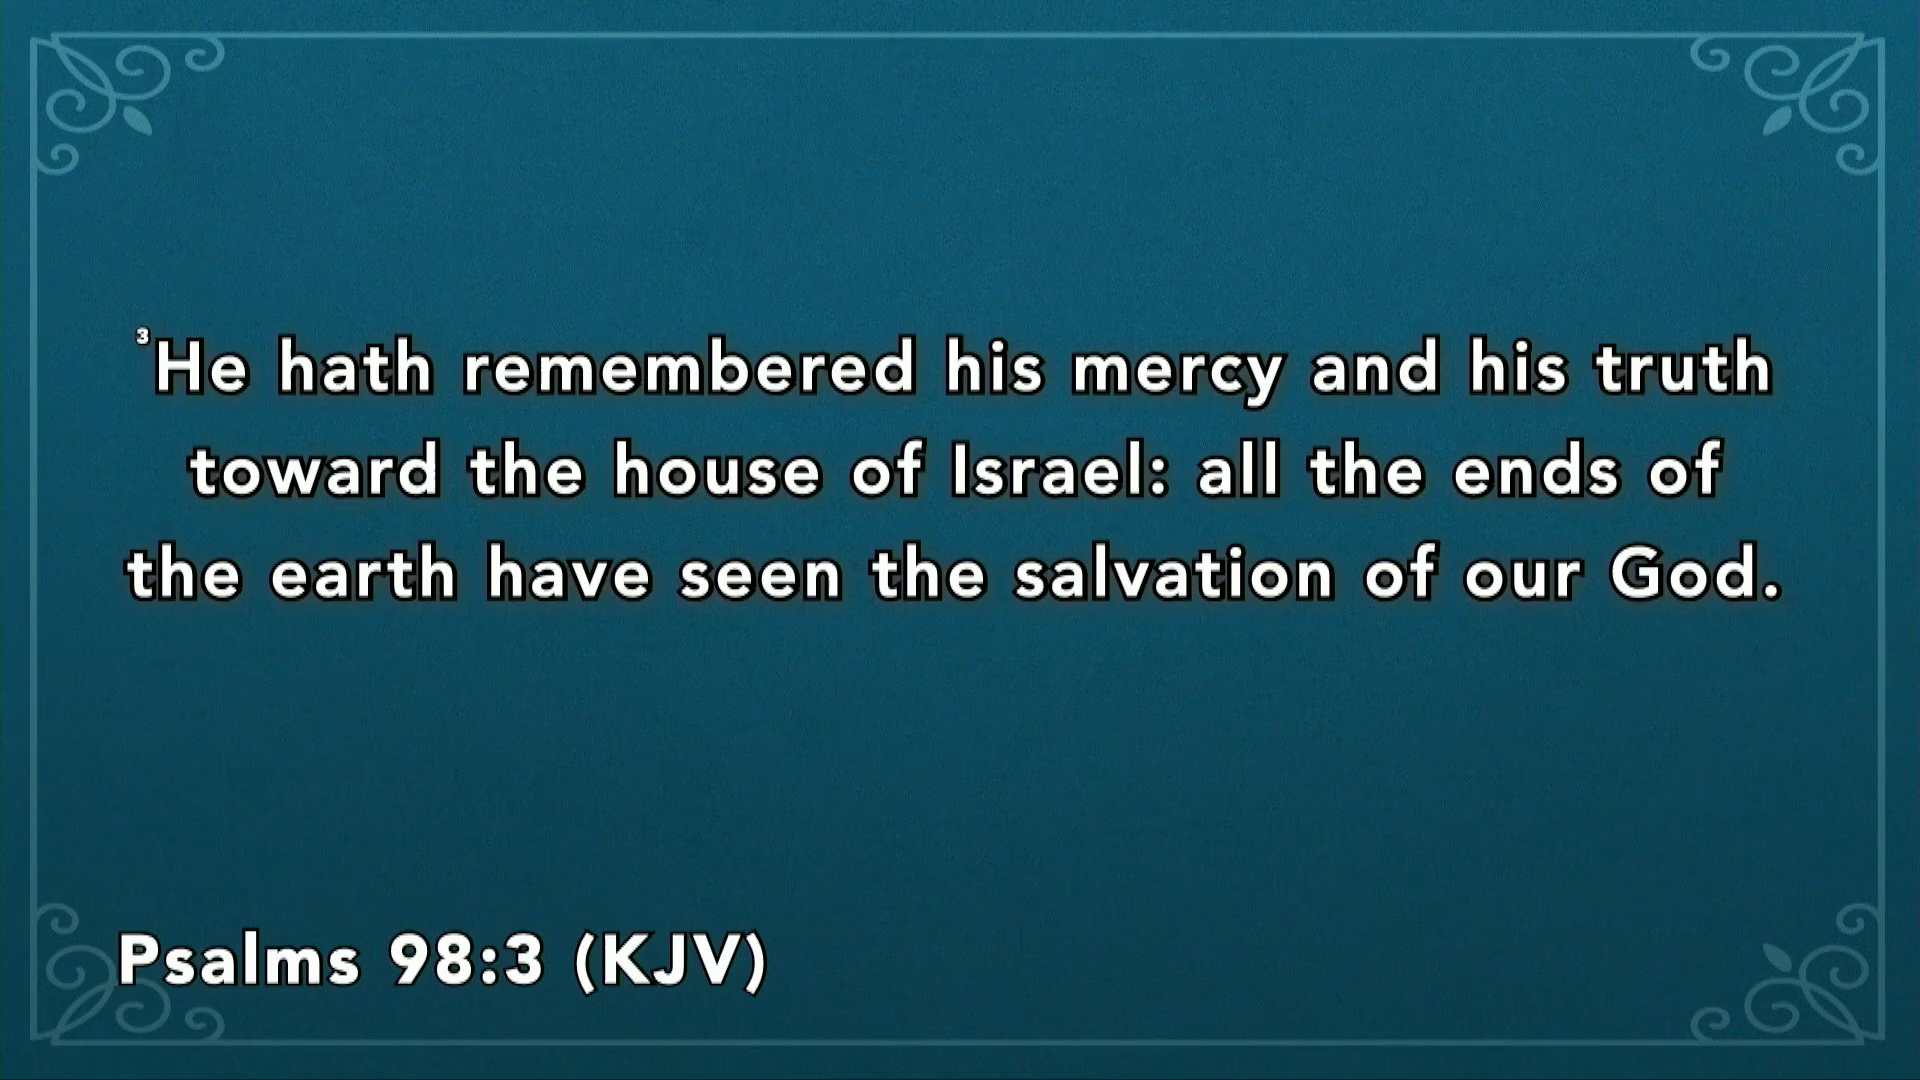 ³He hath remembered his mercy and his truth
toward the house of Israel: all the ends of
the earth have seen the salvation of our God.
Psalms 98:3 (KJV)